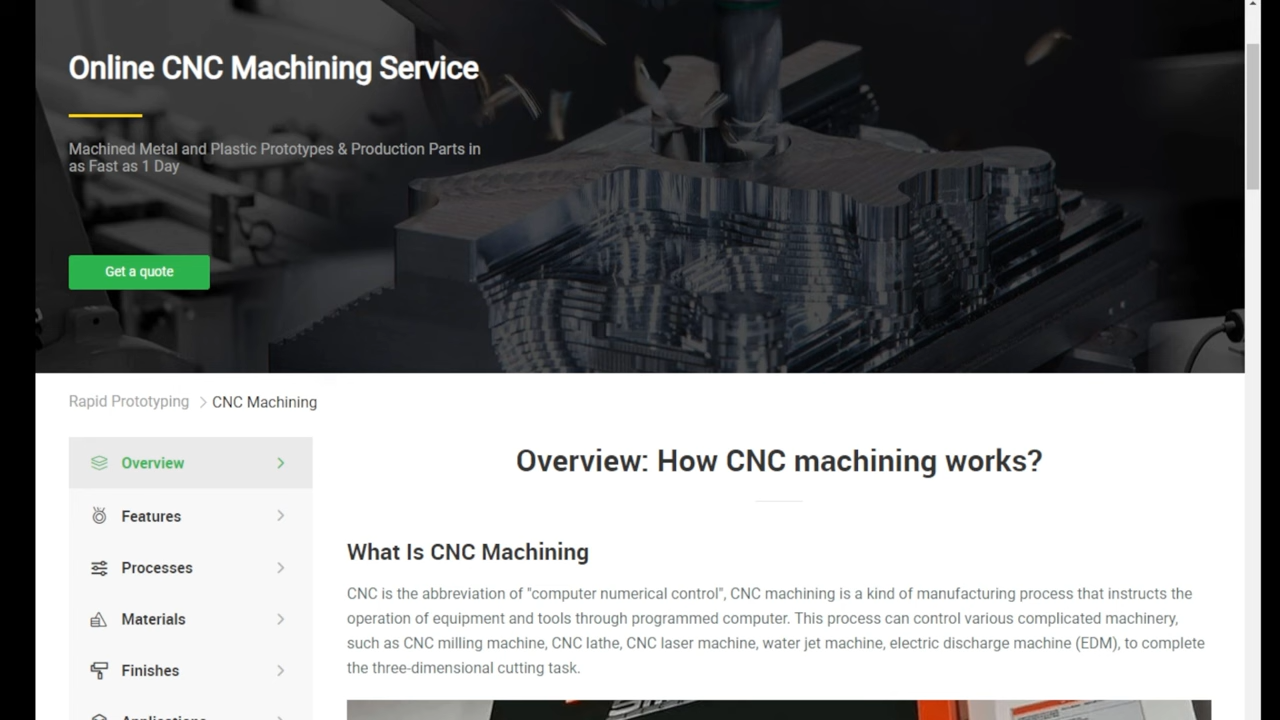 Online CNC Machining Service
Machined Metal and Plastic Prototypes & Production Parts in
as Fast as 1 Day
Get a quote
Rapid Prototyping > CNC Machining
Overview
Features
Processes
Materials
Finishes
Applications
Overview: How CNC machining works?
What Is CNC Machining
CNC is the abbreviation of "computer numerical control", CNC machining is a kind of manufacturing process that instructs the
operation of equipment and tools through programmed computer. This process can control various complicated machinery,
such as CNC milling machine, CNC lathe, CNC laser machine, water jet machine, electric discharge machine (EDM), to complete
the three-dimensional cutting task.